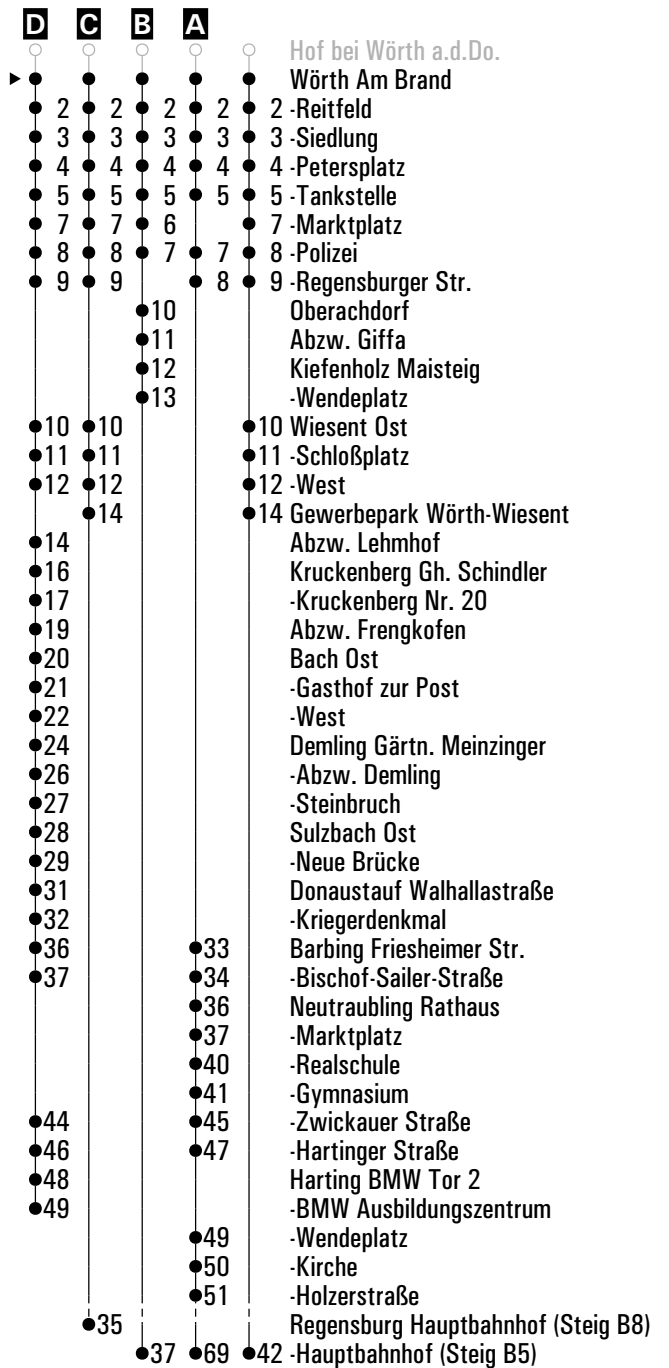 D C B A
Hof bei Wörth a.d.Do.
Wörth Am Brand
2 2 2 2 2 -Reitfeld
3 3 3 3 3 -Siedlung
4 4 4 4 4 -Petersplatz
5 5 5 5 5 -Tankstelle
7 7 6 7 -Marktplatz
8 8 7 7 8 -Polizei
9 9 8 9 -Regensburger Str.
10 Oberachdorf
11 Abzw. Giffa
12 Kiefenholz Maisteig
13 -Wendeplatz
10 10 10 Wiesent Ost
11 11 11 -Schloßplatz
12 12 12 -West
14 14 Gewerbepark Wörth-Wiesent
14 Abzw. Lehmhof
16 Kruckenberg Gh. Schindler
17 -Kruckenberg Nr. 20
19 Abzw. Frengkofen
20 Bach Ost
21 -Gasthof zur Post
22 -West
24 Demling Gärtn. Meinzinger
26 -Abzw. Demling
27 -Steinbruch
28 Sulzbach Ost
29 -Neue Brücke
31 Donaustauf Walhallastraße
32 -Kriegerdenkmal
36 33 Barbing Friesheimer Str.
37 34 -Bischof-Sailer-Straße
36 Neutraubling Rathaus
37 -Marktplatz
40 -Realschule
41 -Gymnasium
44 45 -Zwickauer Straße
46 47 -Hartinger Straße
48 Harting BMW Tor 2
49 -BMW Ausbildungszentrum
49 -Wendeplatz
50 -Kirche
51 -Holzerstraße
35 Regensburg Hauptbahnhof (Steig B8)
37 69 42 -Hauptbahnhof (Steig B5)